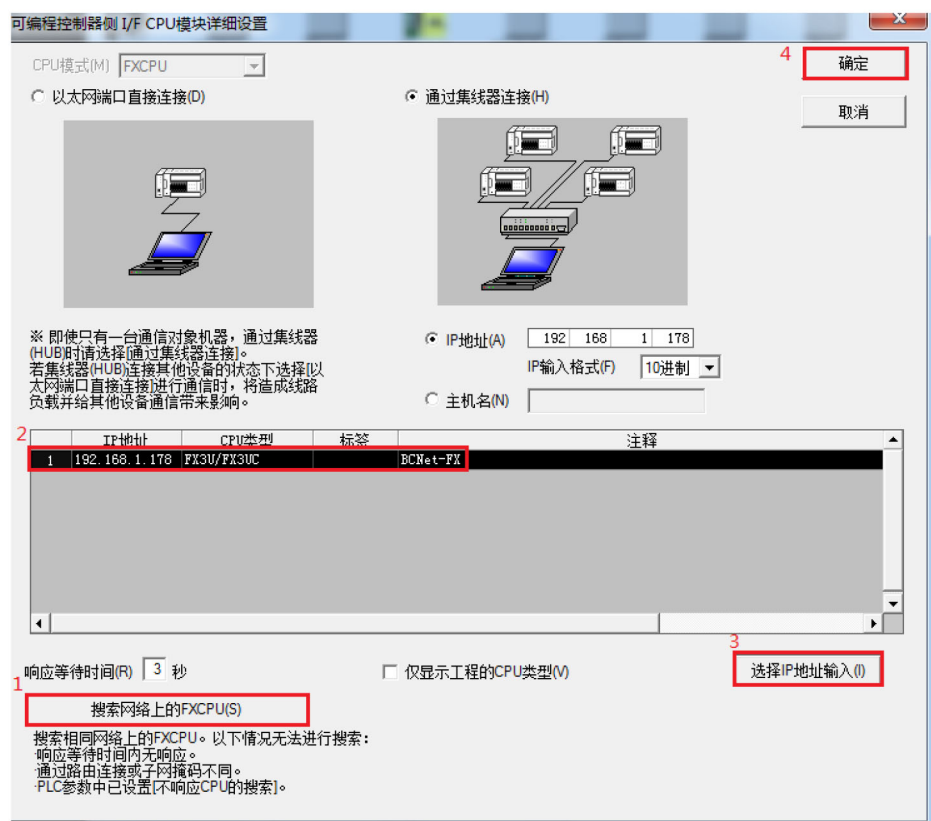 可编程控制器侧 I/F CPU模块详细设置
CPU模式(M) FXCPU
4
确定
以太网端口直接连接(D)
通过集线器连接(H)
取消
※ 即使只有一台通信对象机器，通过集线器
(HUB)时请选择[通过集线器连接]。
若集线器(HUB)连接其他设备的状态下选择[以
太网端口直接连接]进行通信时，将造成线路
负载并给其他设备通信带来影响。
IP地址(A) 192 168 1 178
IP输入格式(F) 10进制
主机名(N)
2
IP地址 CPU类型 标签 注释
1 192.168.1.178 FX3U/FX3UC BCNet-FX
响应等待时间(R) 3 秒
仅显示工程的CPU类型(V)
3
选择IP地址输入(I)
1
搜索网络上的FXCPU(S)
搜索相同网络上的FXCPU。以下情况无法进行搜索：
·响应等待时间内无响应。
·通过路由连接或子网掩码不同。
·PLC参数中已设置[不响应CPU的搜索]。